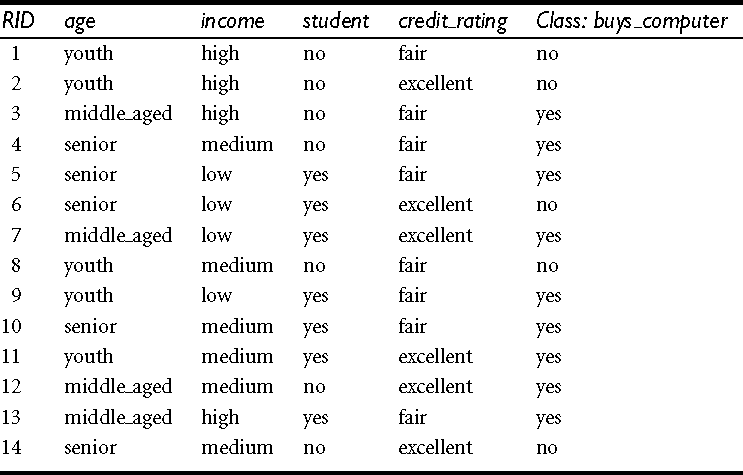 RID age income student credit_rating Class: buys_computer
1 youth high no fair no
2 youth high no excellent no
3 middle_aged high no fair yes
4 senior medium no fair yes
5 senior low yes fair yes
6 senior low yes excellent no
7 middle_aged low yes excellent yes
8 youth medium no fair no
9 youth low yes fair yes
10 senior medium yes fair yes
11 youth medium yes excellent yes
12 middle_aged medium no excellent yes
13 middle_aged high yes fair yes
14 senior medium no excellent no